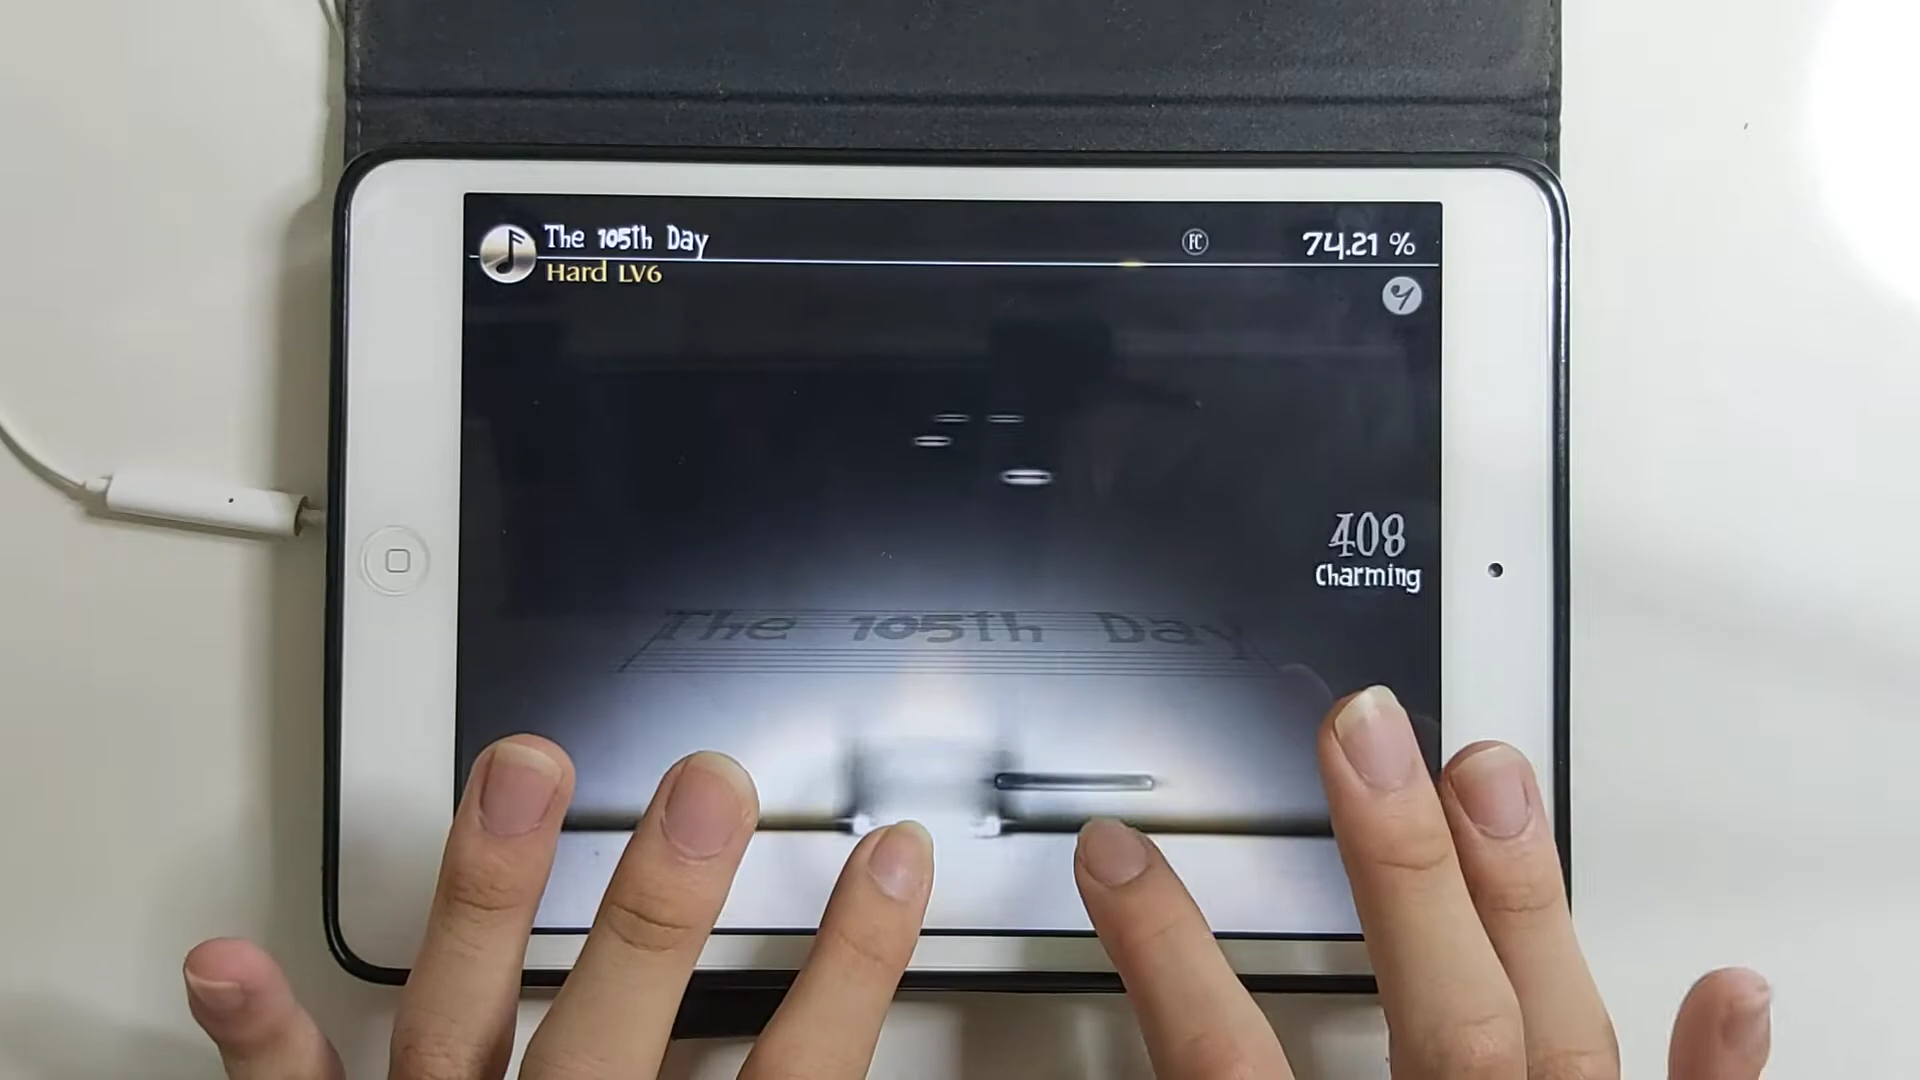 The 105th Day
FC
74.21 %
Hard LV6
408
Charming
The 105th Day